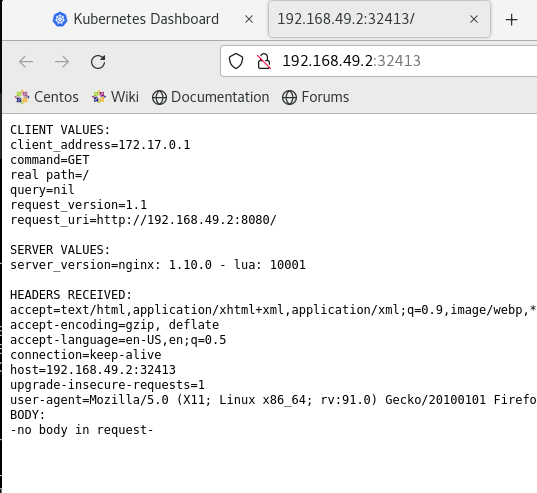 Kubernetes Dashboard
192.168.49.2:32413/
192.168.49.2:32413
Centos Wiki Documentation Forums
CLIENT VALUES:
client_address=172.17.0.1
command=GET
real path=/
query=nil
request_version=1.1
request_uri=http://192.168.49.2:8080/
SERVER VALUES:
server_version=nginx: 1.10.0 - lua: 10001
HEADERS RECEIVED:
accept=text/html,application/xhtml+xml,application/xml;q=0.9,image/webp,*
accept-encoding=gzip, deflate
accept-language=en-US,en;q=0.5
connection=keep-alive
host=192.168.49.2:32413
upgrade-insecure-requests=1
user-agent=Mozilla/5.0 (X11; Linux x86_64; rv:91.0) Gecko/20100101 Firefo
BODY:
-no body in request-